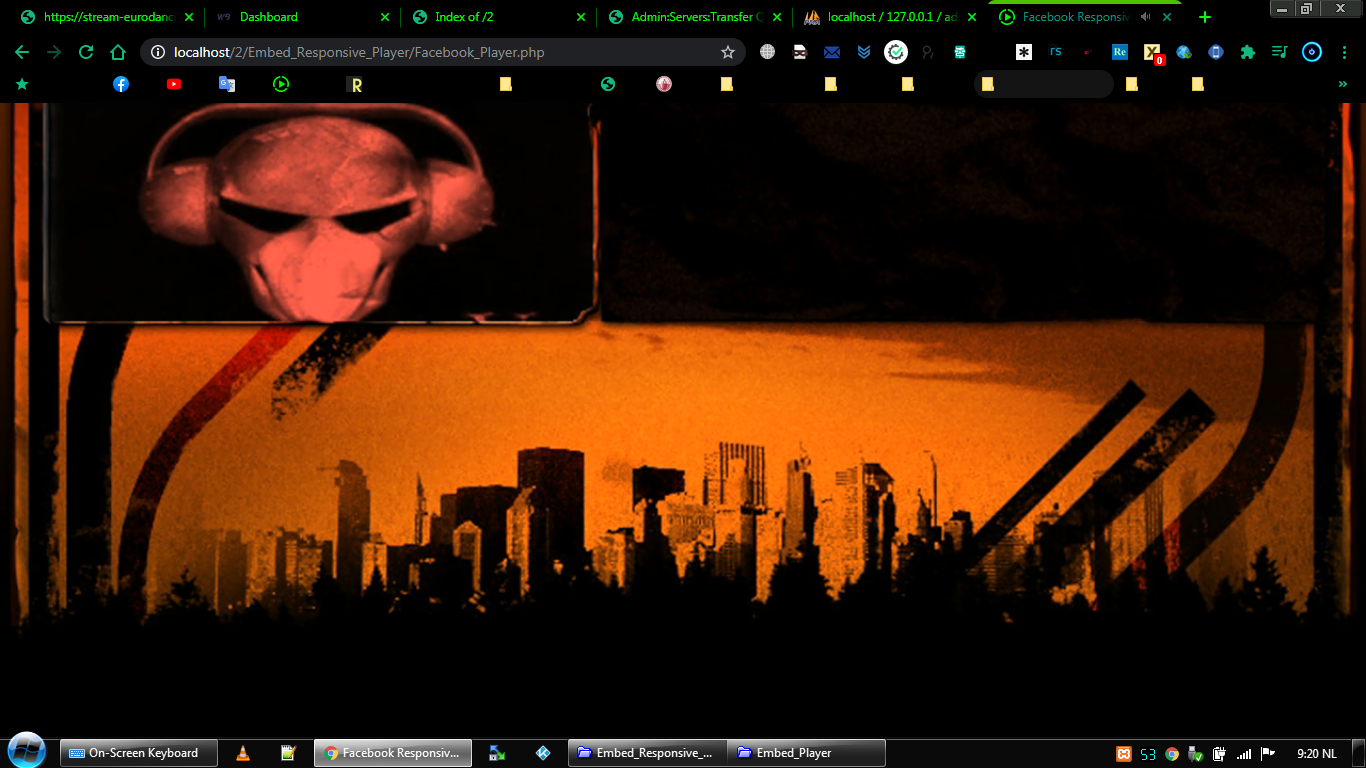 https://stream-eurodanc
Dashboard
Index of /2
Admin:Servers:Transfer
localhost / 127.0.0.1 / ad
Facebook Responsiv
localhost/2/Embed_Responsive_Player/Facebook_Player.php
rs
Re
0
R
On-Screen Keyboard
Facebook Responsiv...
Embed_Responsive_...
Embed_Player
53
9:20 NL